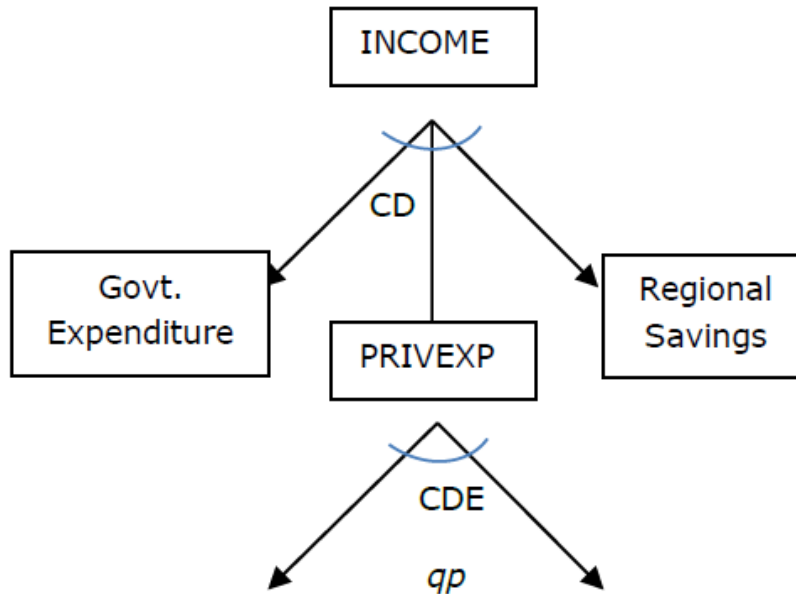 INCOME
CD
Govt.
Expenditure
Regional
Savings
PRIVEXP
CDE
qp